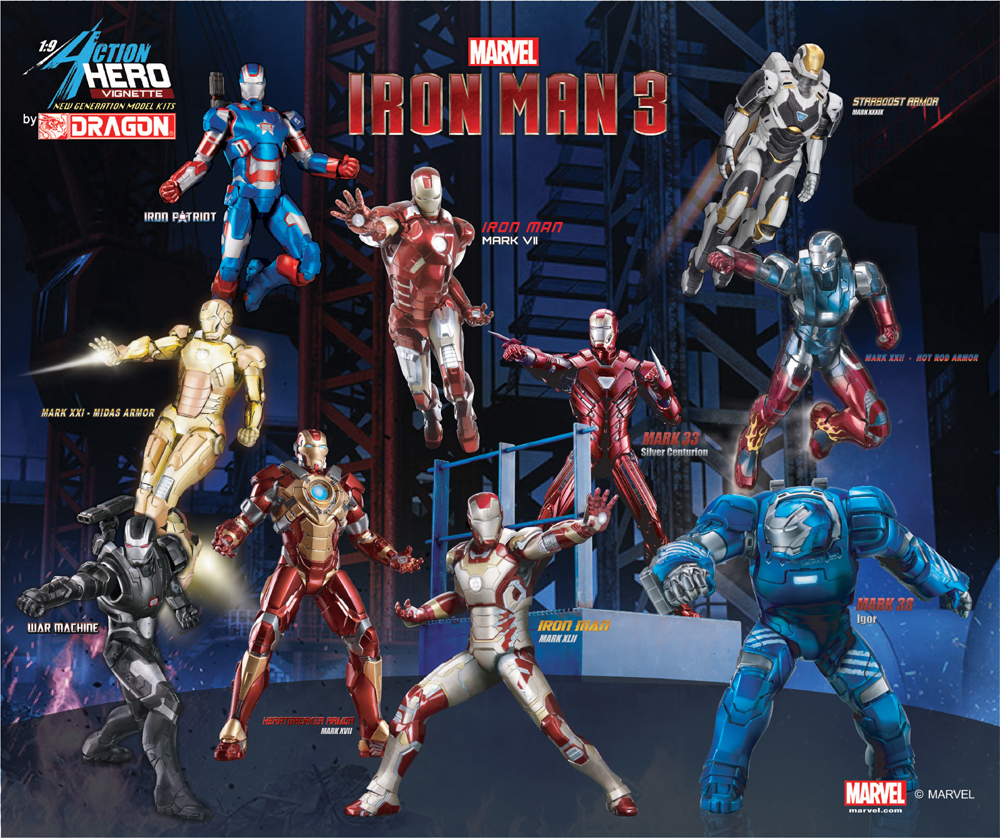 1:9 Action
HERO
VIGNETTE
NEW GENERATION MODEL KITS
by DRAGON
MARVEL
IRON MAN 3
STARBOOST ARMOR
MARK XXXIX
IRON PATRIOT
IRON MAN
MARK VII
MARK XXII - HOT ROD ARMOR
MARK XXI - MIDAS ARMOR
MARK 33
Silver Centurion
WAR MACHINE
IRON MAN
MARK XLII
MARK 38
Igor
HEARTBREAKER ARMOR
MARK XVII
MARVEL © MARVEL
marvel.com